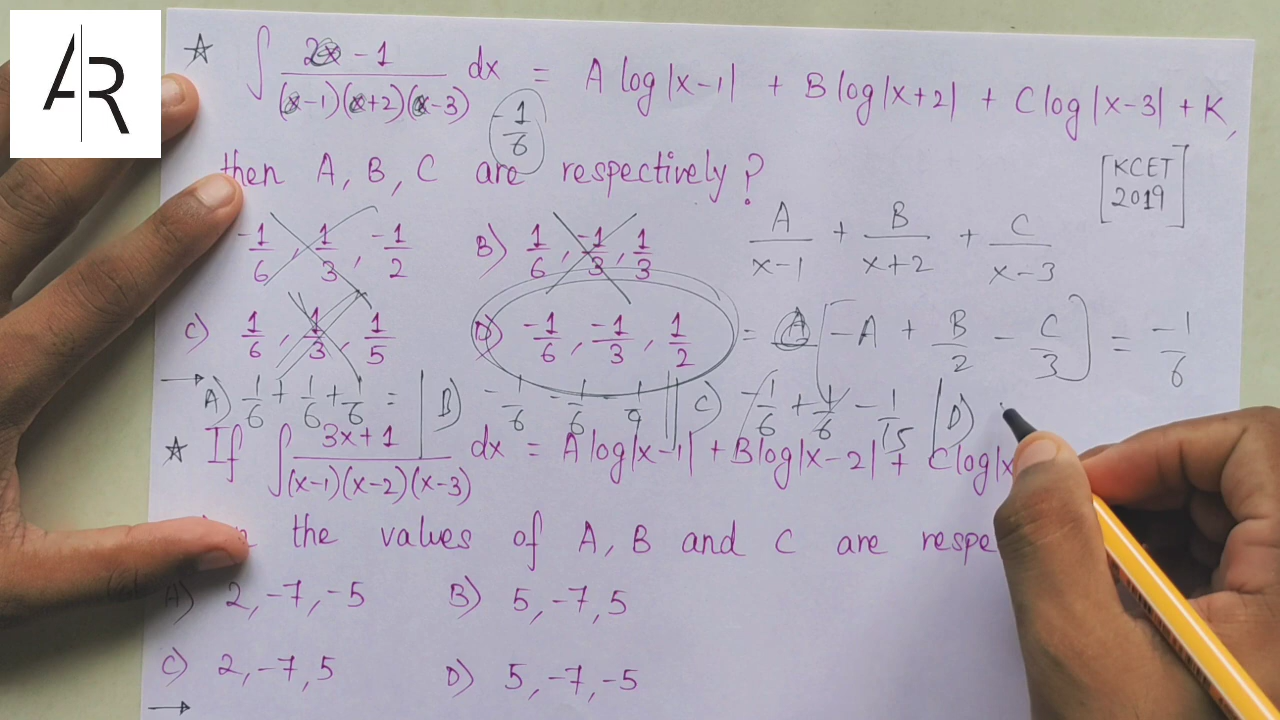 AR
☆ ∫ (2x - 1)/((x-1)(x+2)(x-3)) dx = A log|x-1| + B log|x+2| + C log|x-3| + K,
-1/6
then A, B, C are respectively?
[KCET 2019]
-1/6, 1/3, -1/2 B) 1/6, -1/3, 1/3
A/(x-1) + B/(x+2) + C/(x-3)
C) 1/6, 1/3, 1/5 D) -1/6, -1/3, 1/2
= A [-A + B/2 - C/3] = -1/6
→ A) 1/6 + 1/6 + 1/6 = | B) -1/6 - 1/6 - 1/9 || C) -1/6 + 1/6 - 1/15 | D)
☆ If ∫ (3x+1)/((x-1)(x-2)(x-3)) dx = A log|x-1| + B log|x-2| + C log|x
the values of A, B and C are respe
A) 2, -7, -5 B) 5, -7, 5
C) 2, -7, 5 D) 5, -7, -5
→